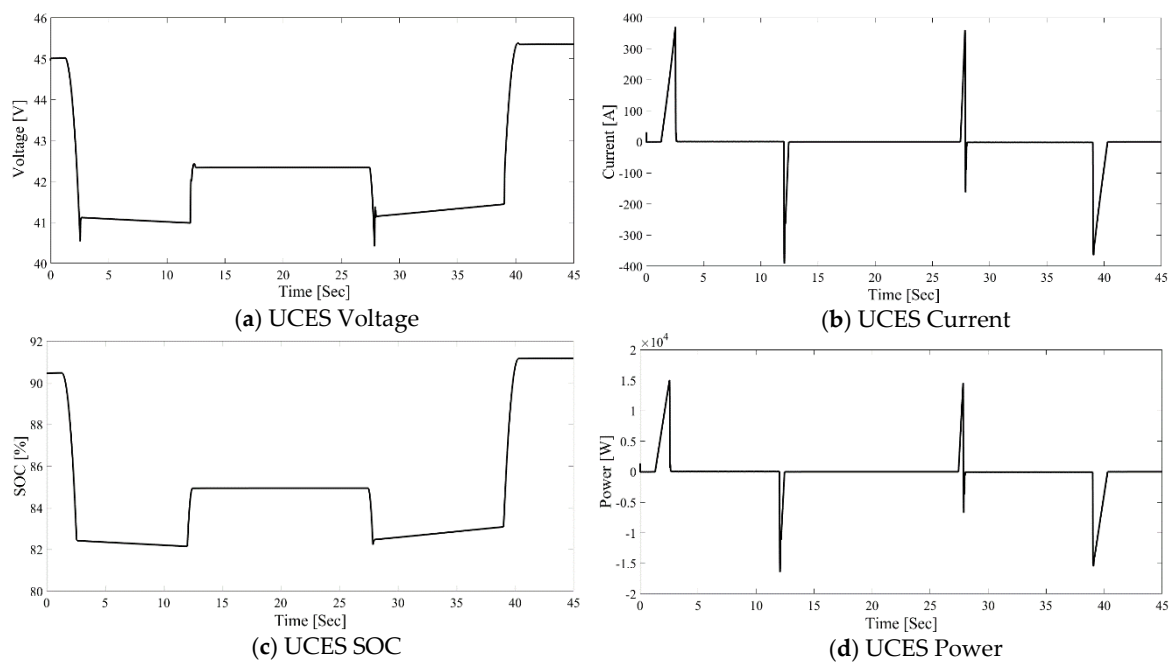 46
45
44
43
42
41
40
Voltage [V]
0 5 10 15 20 25 30 35 40 45
Time [Sec]
(a) UCES Voltage
400
300
200
100
0
-100
-200
-300
-400
Current [A]
0 5 10 15 20 25 30 35 40 45
Time [Sec]
(b) UCES Current
92
90
88
86
84
82
80
SOC [%]
0 5 10 15 20 25 30 35 40 45
Time [Sec]
(c) UCES SOC
×10⁴
2
1.5
1
0.5
0
-0.5
-1
-1.5
-2
Power [W]
0 5 10 15 20 25 30 35 40 45
Time [Sec]
(d) UCES Power